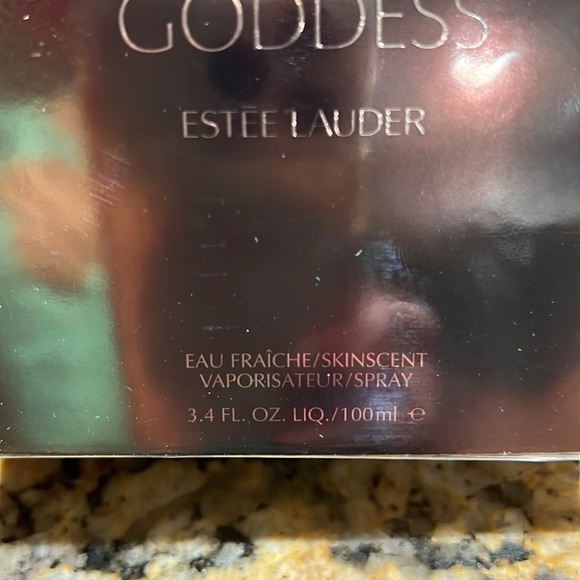 GODDESS
ESTĒE LAUDER
EAU FRAÎCHE/SKINSCENT
VAPORISATEUR/SPRAY
3.4 FL. OZ. LIQ./100ml ℮